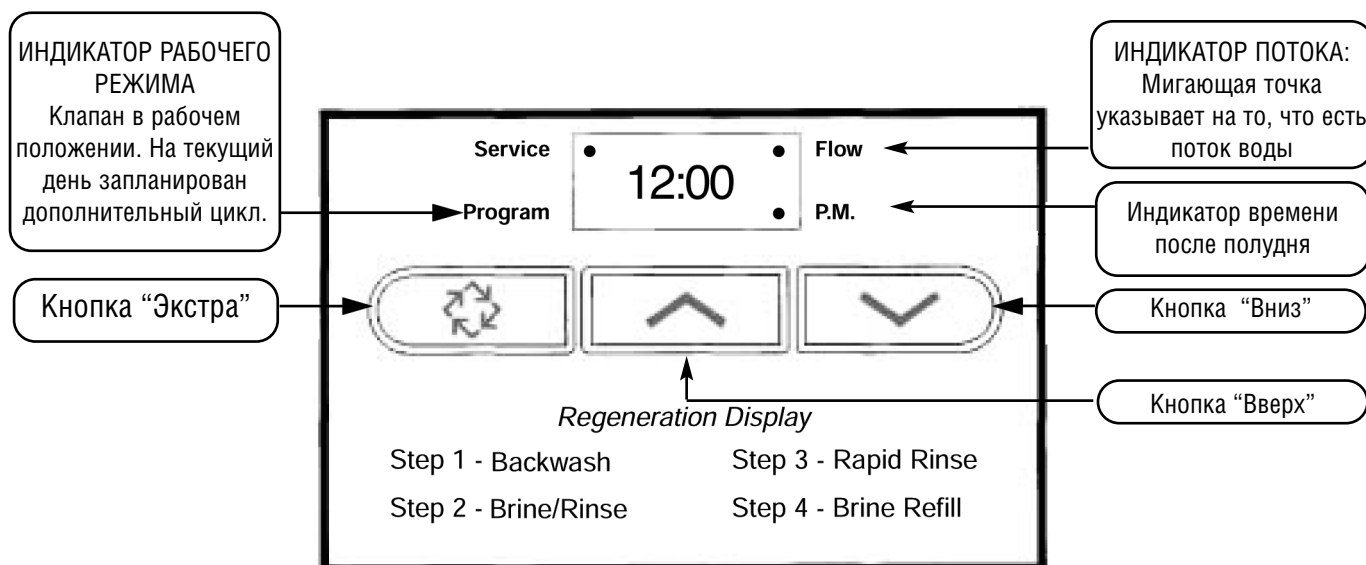 ИНДИКАТОР РАБОЧЕГО
РЕЖИМА
Клапан в рабочем
положении. На текущий
день запланирован
дополнительный цикл.
Кнопка “Экстра”
Service
Program
12:00
Flow
P.M.
ИНДИКАТОР ПОТОКА:
Мигающая точка
указывает на то, что есть
поток воды
Индикатор времени
после полудня
Кнопка “Вниз”
Кнопка “Вверх”
Regeneration Display
Step 1 - Backwash
Step 3 - Rapid Rinse
Step 2 - Brine/Rinse
Step 4 - Brine Refill